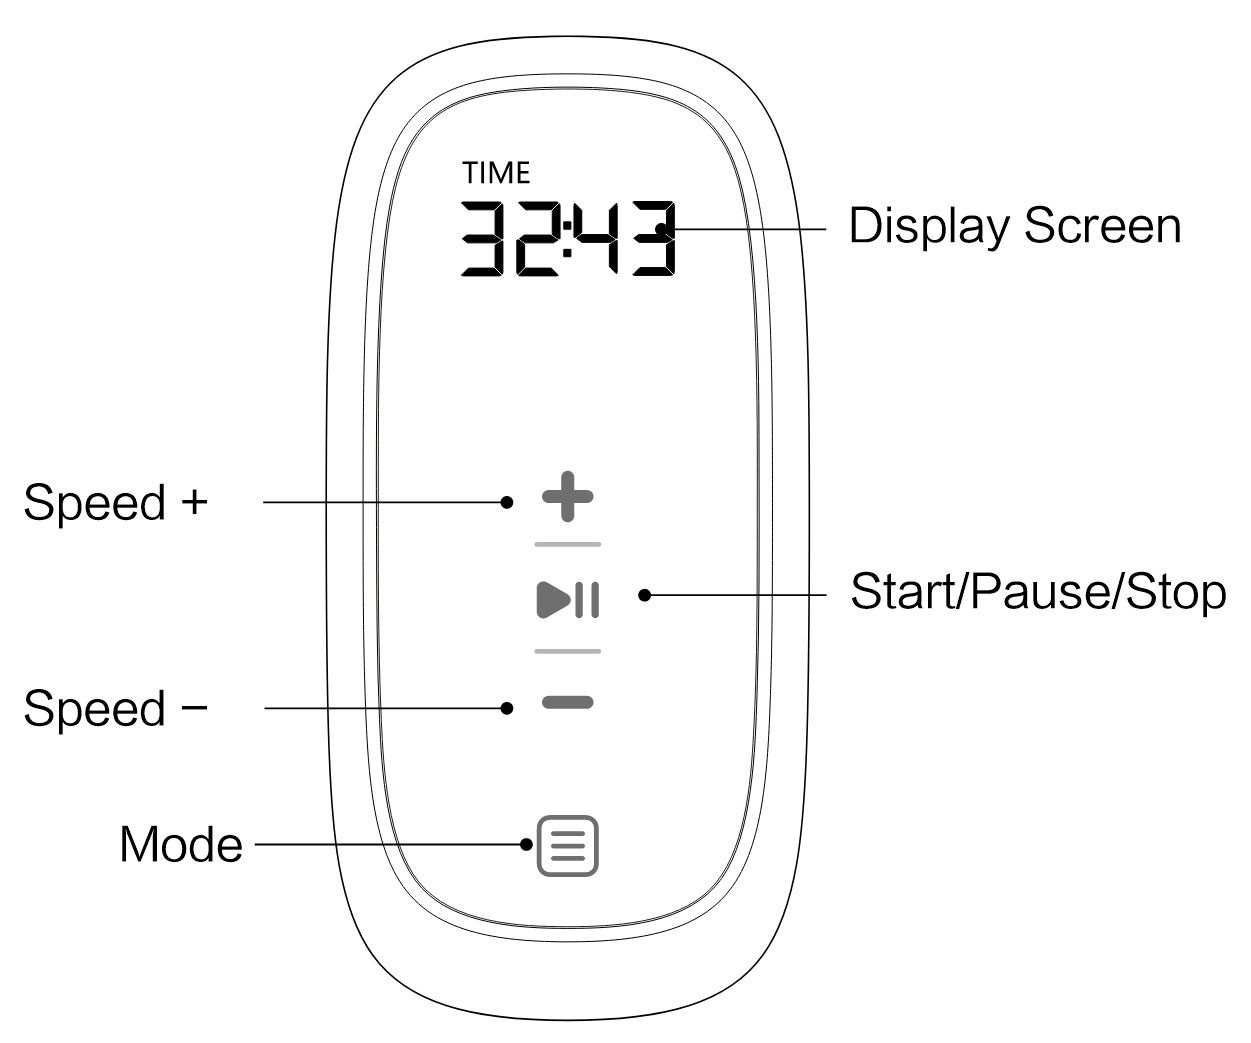 TIME
32:43
Display Screen
Speed +
Start/Pause/Stop
Speed −
Mode